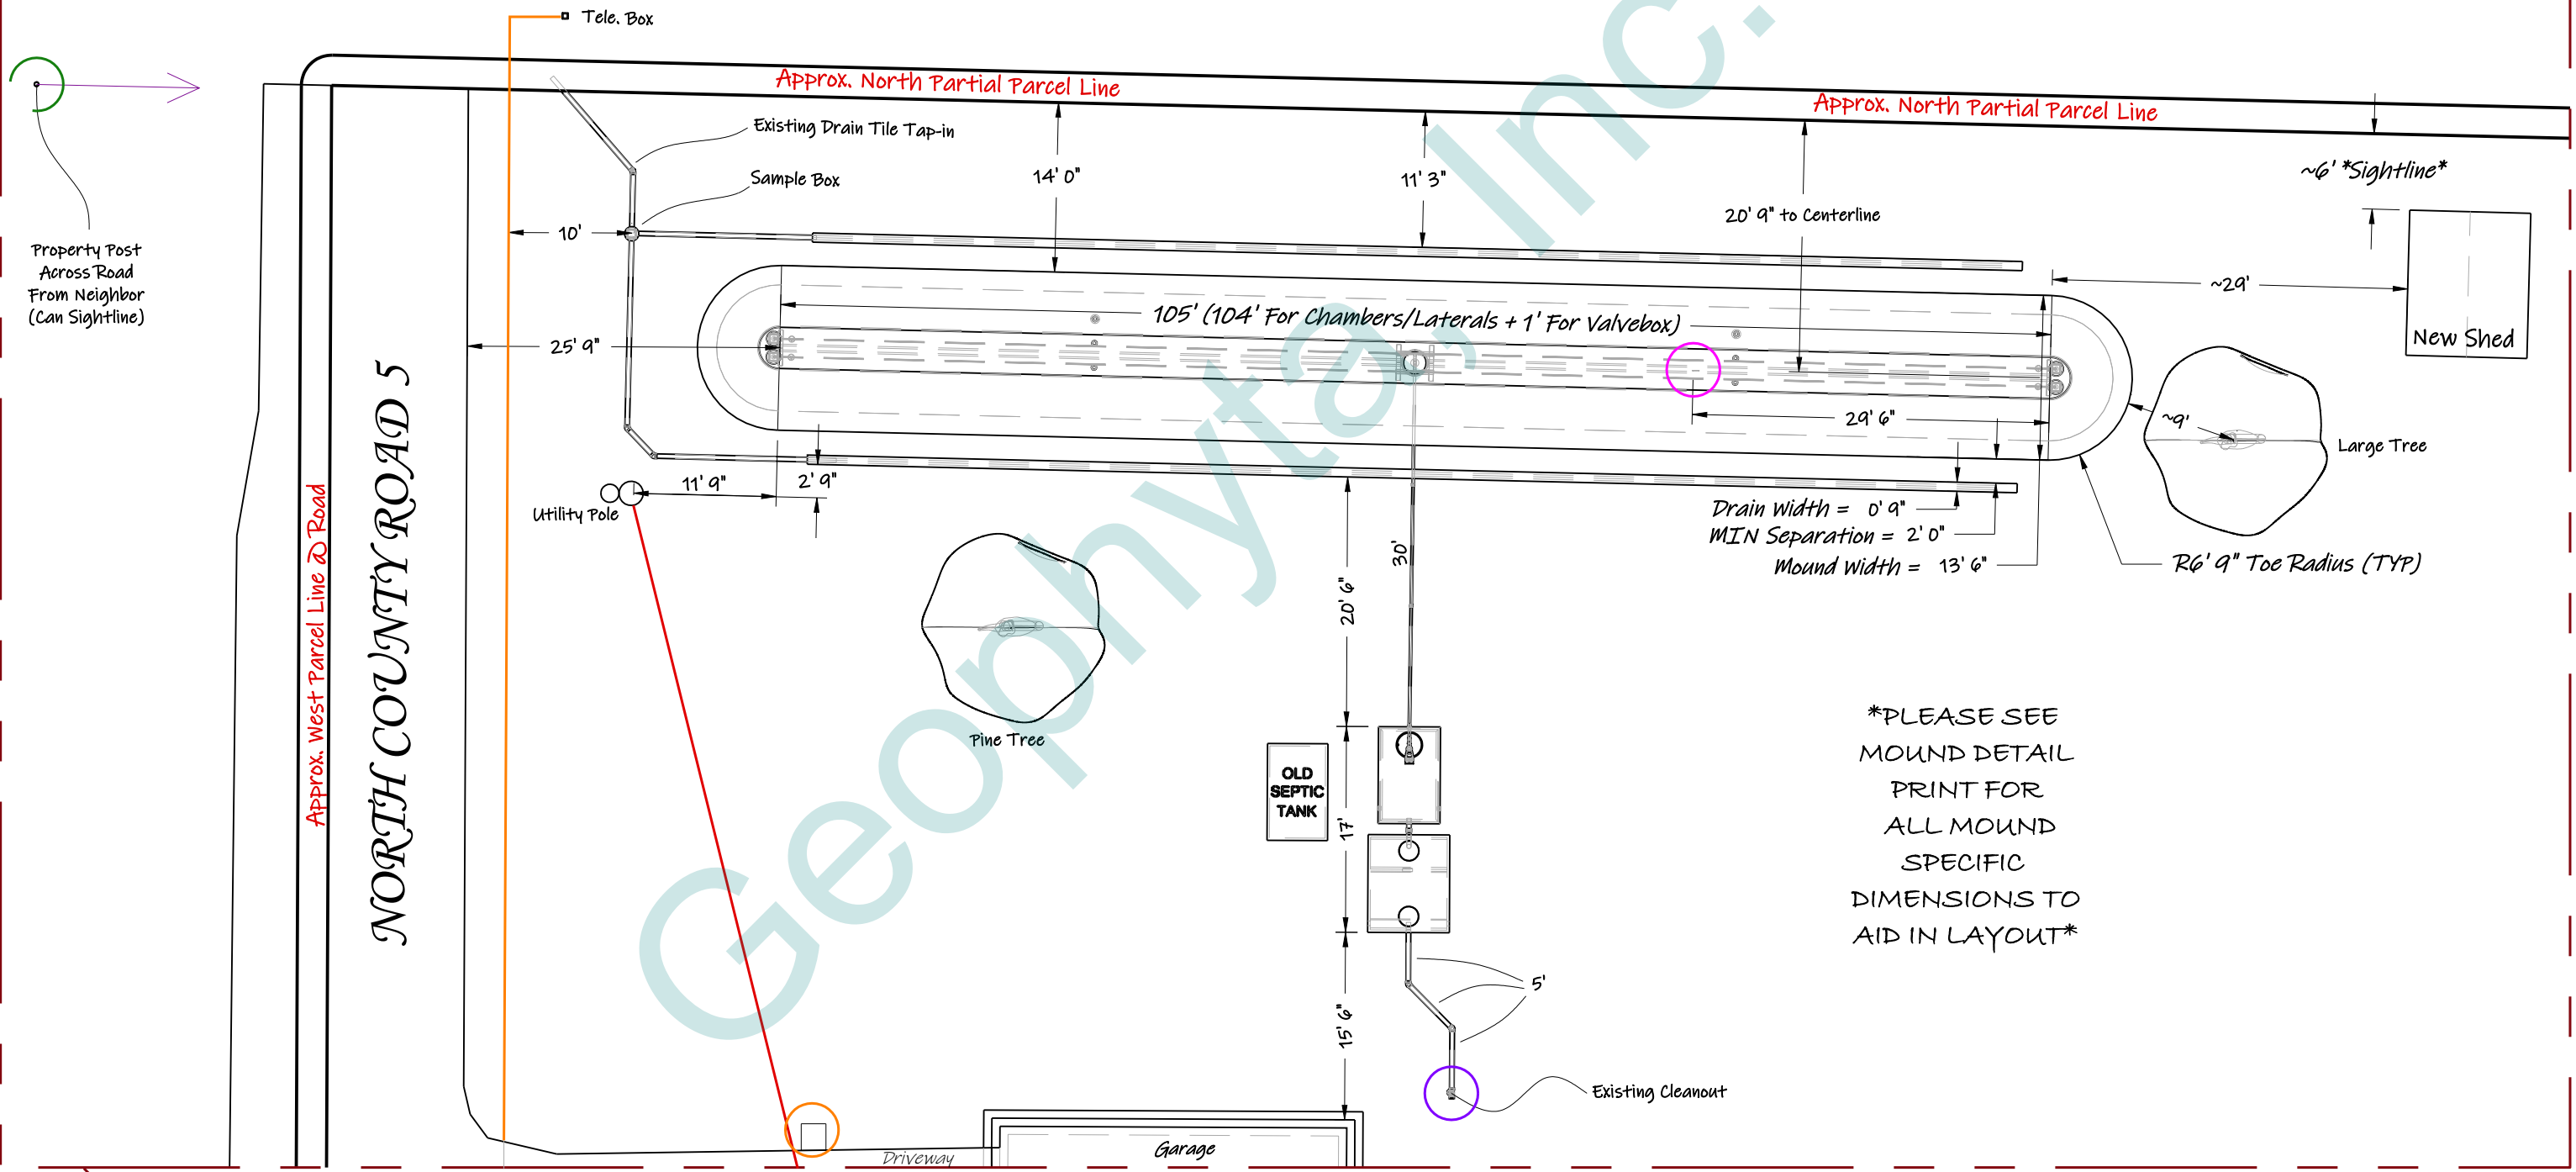 Tele. Box
Approx. North Partial Parcel Line
Approx. North Partial Parcel Line
Existing Drain Tile Tap-in
Sample Box
14' 0"
11' 3"
~6' *Sightline*
20' 9" to Centerline
10'
Property Post
Across Road
From Neighbor
(Can Sightline)
~29'
105' (104' For Chambers/Laterals + 1' For Valvebox)
New Shed
25' 9"
29' 6"
~9'
Large Tree
11' 9"
2' 9"
Utility Pole
Drain Width = 0' 9"
MIN Separation = 2' 0"
Mound Width = 13' 6"
R6' 9" Toe Radius (TYP)
30'
20' 6"
Approx. West Parcel Line @ Road
NORTH COUNTY ROAD 5
Pine Tree
OLD
SEPTIC
TANK
17'
*PLEASE SEE
MOUND DETAIL
PRINT FOR
ALL MOUND
SPECIFIC
DIMENSIONS TO
AID IN LAYOUT*
5'
15' 6"
Existing Cleanout
Garage
Driveway
Geophyta, Inc.